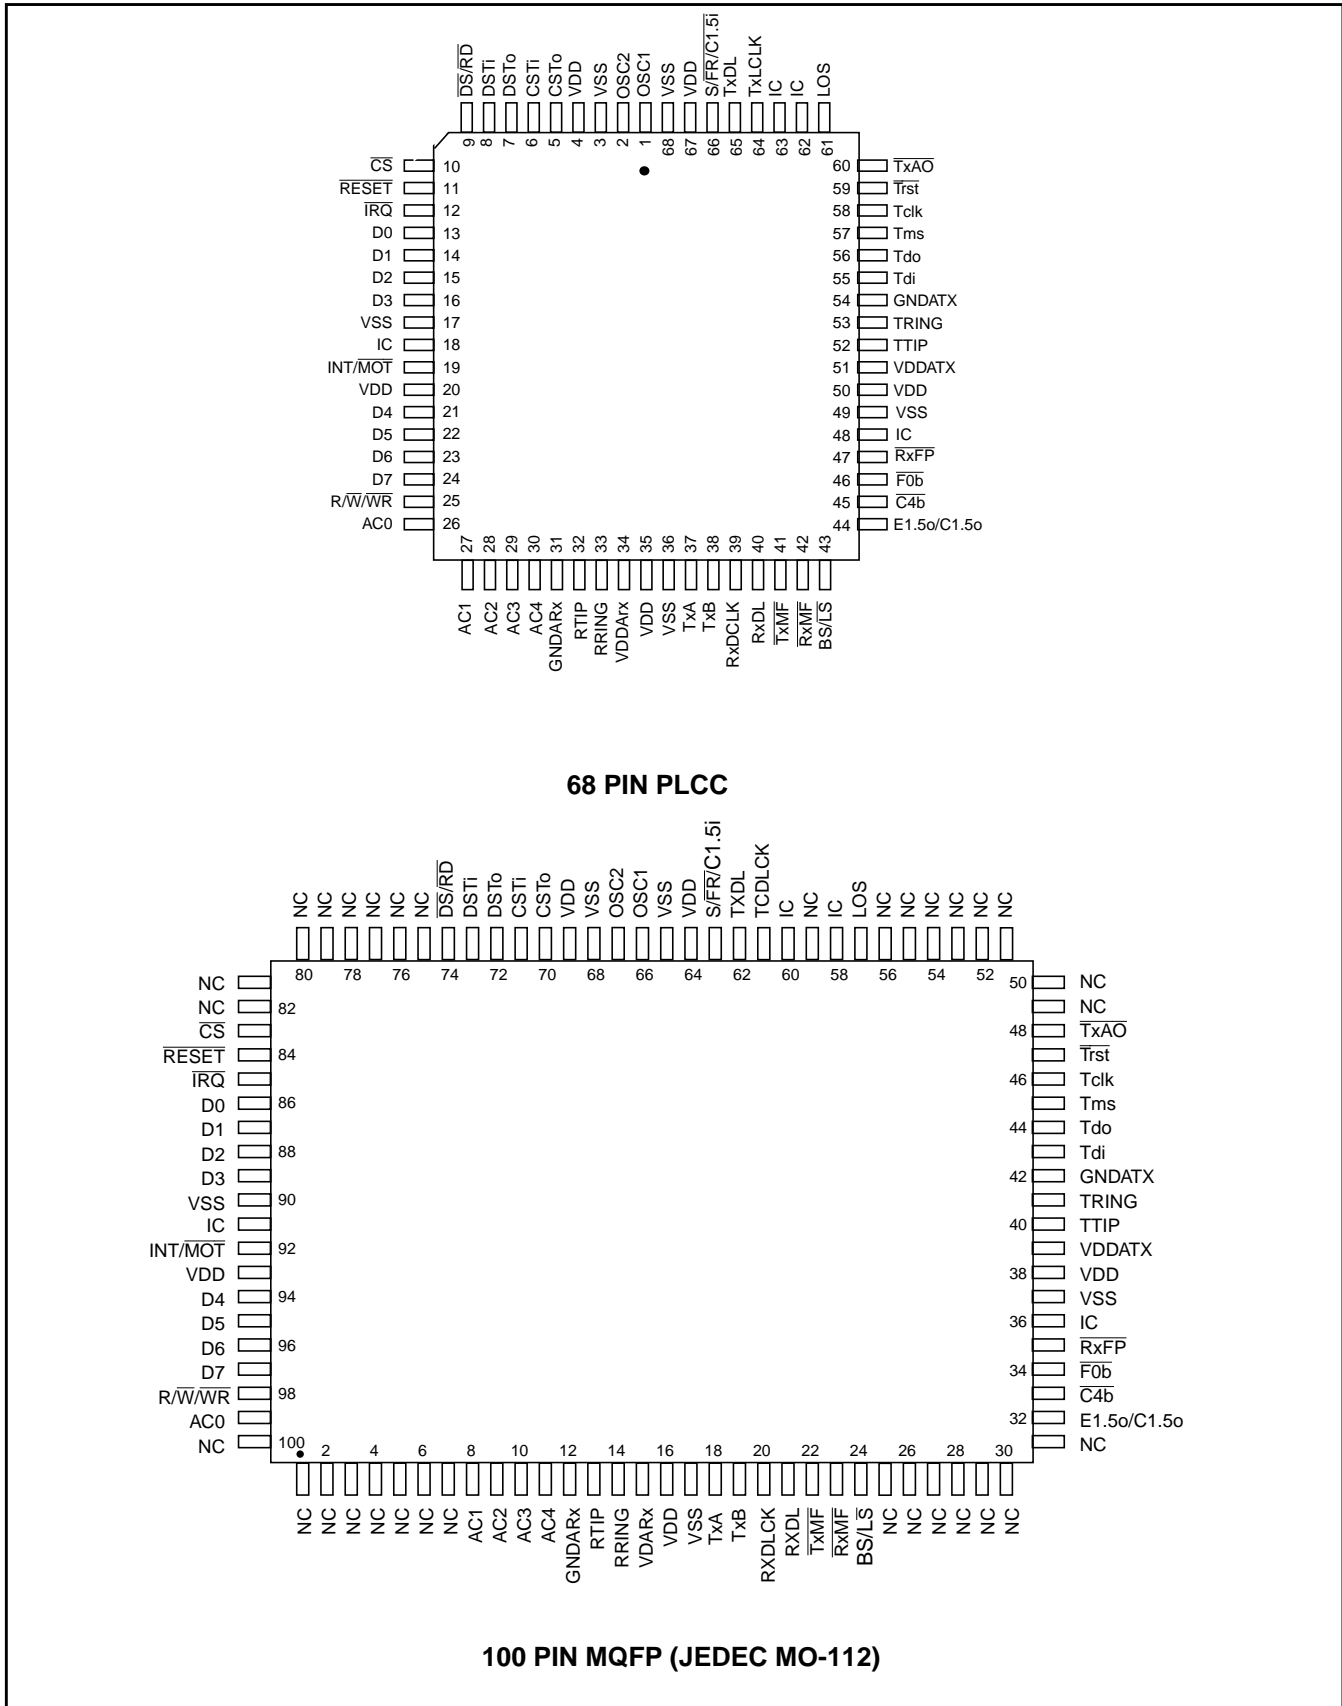 DS/RD DSTi DSTo CSTi CSTo VDD VSS OSC2 OSC1 VSS VDD S/FR/C1.5i TxDL TxLCLK IC IC LOS
9 8 7 6 5 4 3 2 1 68 67 66 65 64 63 62 61
CS 10 60 TxAO
RESET 11 59 Trst
IRQ 12 58 Tclk
D0 13 57 Tms
D1 14 56 Tdo
D2 15 55 Tdi
D3 16 54 GNDATX
VSS 17 53 TRING
IC 18 52 TTIP
INT/MOT 19 51 VDDATX
VDD 20 50 VDD
D4 21 49 VSS
D5 22 48 IC
D6 23 47 RxFP
D7 24 46 F0b
R/W/WR 25 45 C4b
AC0 26 44 E1.5o/C1.5o
27 28 29 30 31 32 33 34 35 36 37 38 39 40 41 42 43
AC1 AC2 AC3 AC4 GNDARx RTIP RRING VDDArx VDD VSS TxA TxB RxDCLK RxDL TxMF RxMF BS/LS
68 PIN PLCC
NC NC NC NC NC NC DS/RD DSTi DSTo CSTi CSTo VDD VSS OSC2 OSC1 VSS VDD S/FR/C1.5i TXDL TCDLCK IC NC IC LOS NC NC NC NC NC NC
80 78 76 74 72 70 68 66 64 62 60 58 56 54 52
NC 50 NC
NC 82 NC
CS 48 TxAO
RESET 84 Trst
IRQ 46 Tclk
D0 86 Tms
D1 44 Tdo
D2 88 Tdi
D3 42 GNDATX
VSS 90 TRING
IC 40 TTIP
INT/MOT 92 VDDATX
VDD 38 VDD
D4 94 VSS
D5 36 IC
D6 96 RxFP
D7 34 F0b
R/W/WR 98 C4b
AC0 32 E1.5o/C1.5o
NC 100 NC
2 4 6 8 10 12 14 16 18 20 22 24 26 28 30
NC NC NC NC NC NC NC AC1 AC2 AC3 AC4 GNDARx RTIP RRING VDARx VDD VSS TxA TxB RXDLCK RXDL TxMF RxMF BS/LS NC NC NC NC NC NC
100 PIN MQFP (JEDEC MO-112)